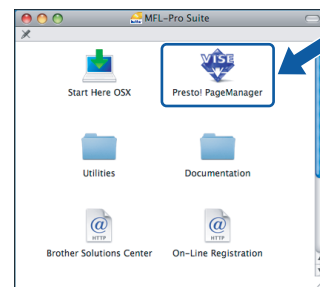 MFL-Pro Suite
VISE
Start Here OSX
Presto! PageManager
Utilities
Documentation
@
HTTP
@
HTTP
Brother Solutions Center
On-Line Registration